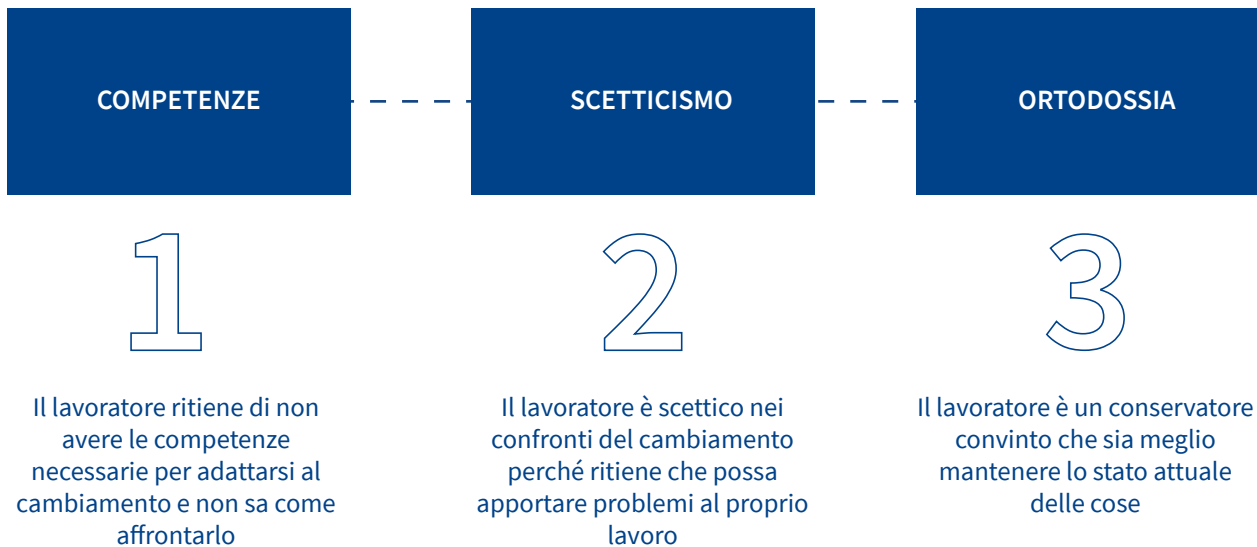 COMPETENZE
SCETTICISMO
ORTODOSSIA
1
2
3
Il lavoratore ritiene di non
avere le competenze
necessarie per adattarsi al
cambiamento e non sa come
affrontarlo
Il lavoratore è scettico nei
confronti del cambiamento
perché ritiene che possa
apportare problemi al proprio
lavoro
Il lavoratore è un conservatore
convinto che sia meglio
mantenere lo stato attuale
delle cose